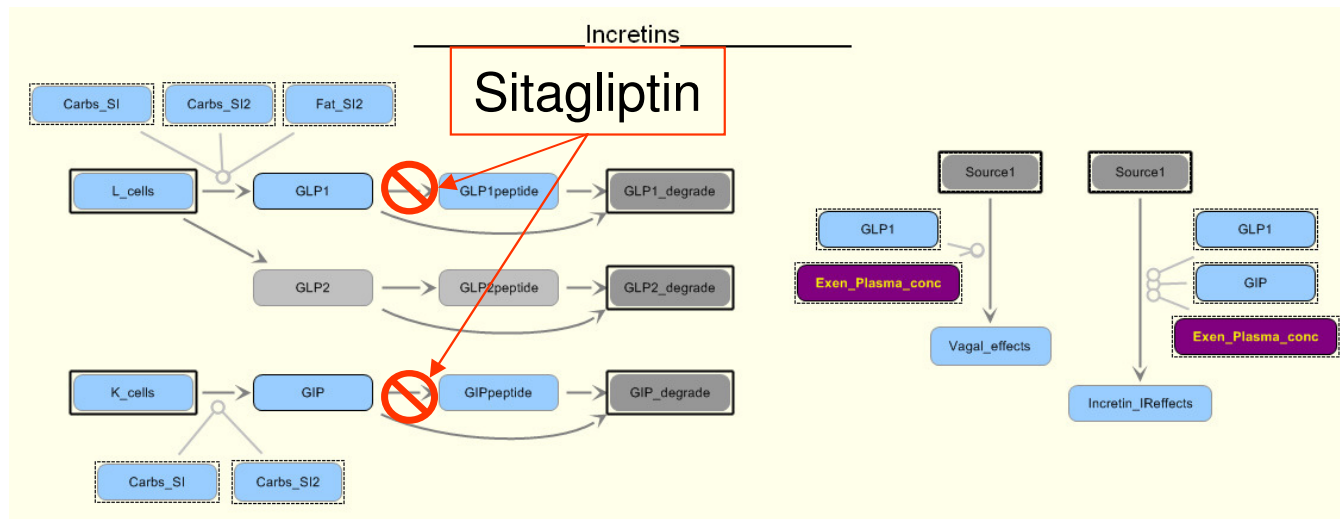 Incretins
Sitagliptin
Carbs_SI
Carbs_SI2
Fat_SI2
L_cells
GLP1
GLP1peptide
GLP1_degrade
GLP2
GLP2peptide
GLP2_degrade
K_cells
GIP
GIPpeptide
GIP_degrade
Carbs_SI
Carbs_SI2
Source1
GLP1
Exen_Plasma_conc
Vagal_effects
Source1
GLP1
GIP
Exen_Plasma_conc
Incretin_IReffects